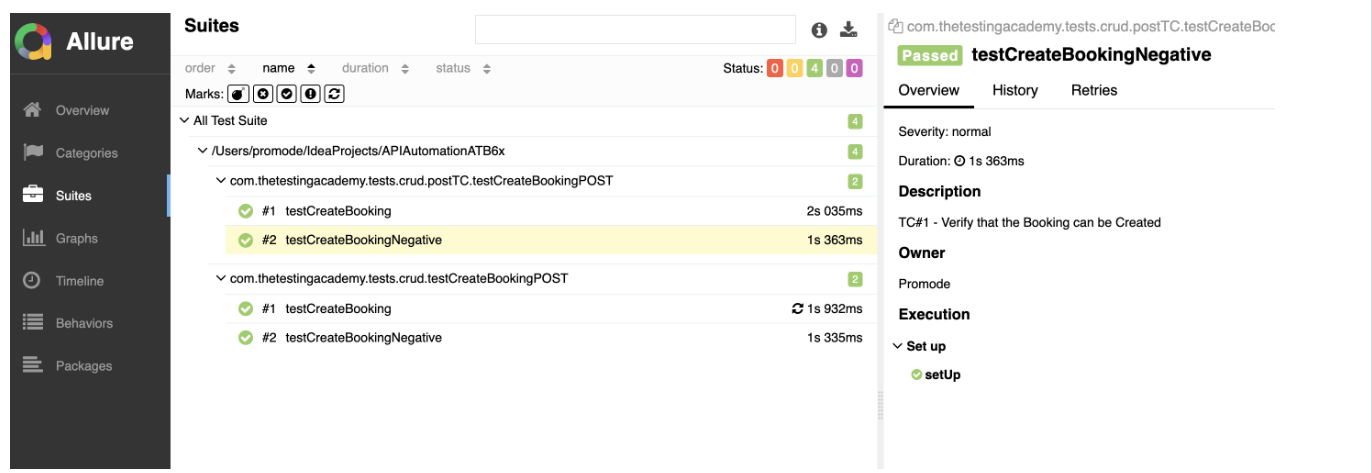 Allure
Overview
Categories
Suites
Graphs
Timeline
Behaviors
Packages
Suites
order name duration status
Status: 0 0 4 0 0
Marks:
All Test Suite 4
/Users/promode/IdeaProjects/APIAutomationATB6x 4
com.thetestingacademy.tests.crud.postTC.testCreateBookingPOST 2
#1 testCreateBooking 2s 035ms
#2 testCreateBookingNegative 1s 363ms
com.thetestingacademy.tests.crud.testCreateBookingPOST 2
#1 testCreateBooking 1s 932ms
#2 testCreateBookingNegative 1s 335ms
com.thetestingacademy.tests.crud.postTC.testCreateBoo
Passed testCreateBookingNegative
Overview History Retries
Severity: normal
Duration: 1s 363ms
Description
TC#1 - Verify that the Booking can be Created
Owner
Promode
Execution
Set up
setUp